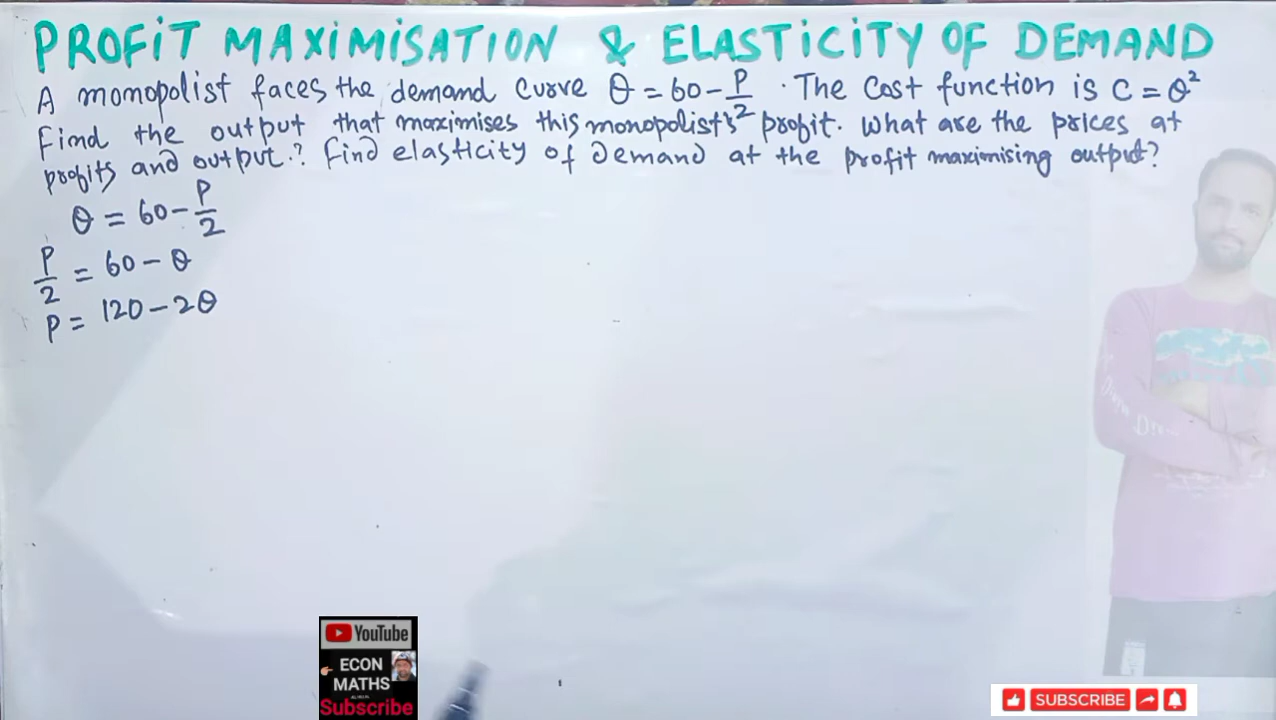 PROFIT MAXIMISATION & ELASTICITY OF DEMAND
A monopolist faces the demand curve Θ = 60 - P/2 . The cost function is C = Θ²
Find the output that maximises this monopolist's profit. What are the prices at
profits and output.? Find elasticity of Demand at the profit maximising output?
Θ = 60 - P/2
P/2 = 60 - Θ
P = 120 - 2Θ
YouTube
ECON
MATHS
Subscribe
SUBSCRIBE